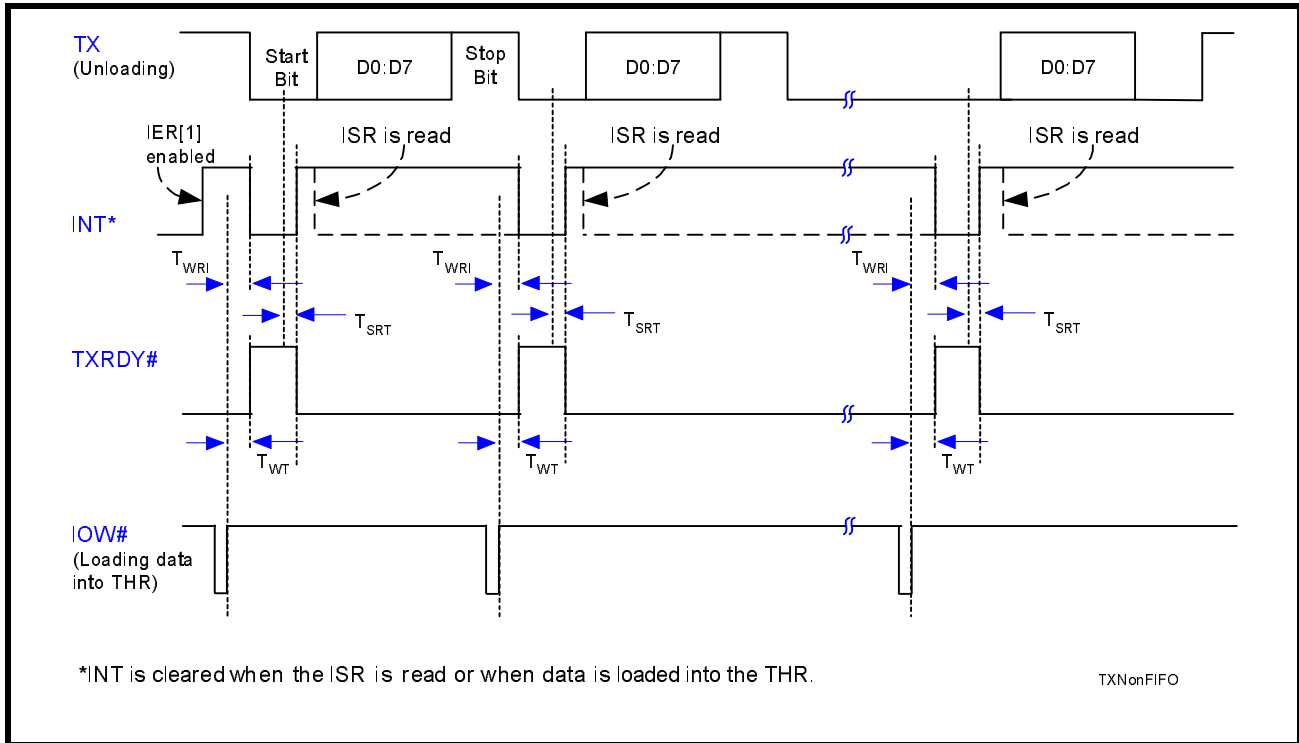 TX
(Unloading)
Start
Bit
D0:D7
Stop
Bit
D0:D7
D0:D7
IER[1]
enabled
ISR is read
ISR is read
ISR is read
INT*
TWRI
TWRI
TWRI
TSRT
TSRT
TSRT
TXRDY#
TWT
TWT
TWT
IOW#
(Loading data
into THR)
*INT is cleared when the ISR is read or when data is loaded into the THR.
TXNonFIFO